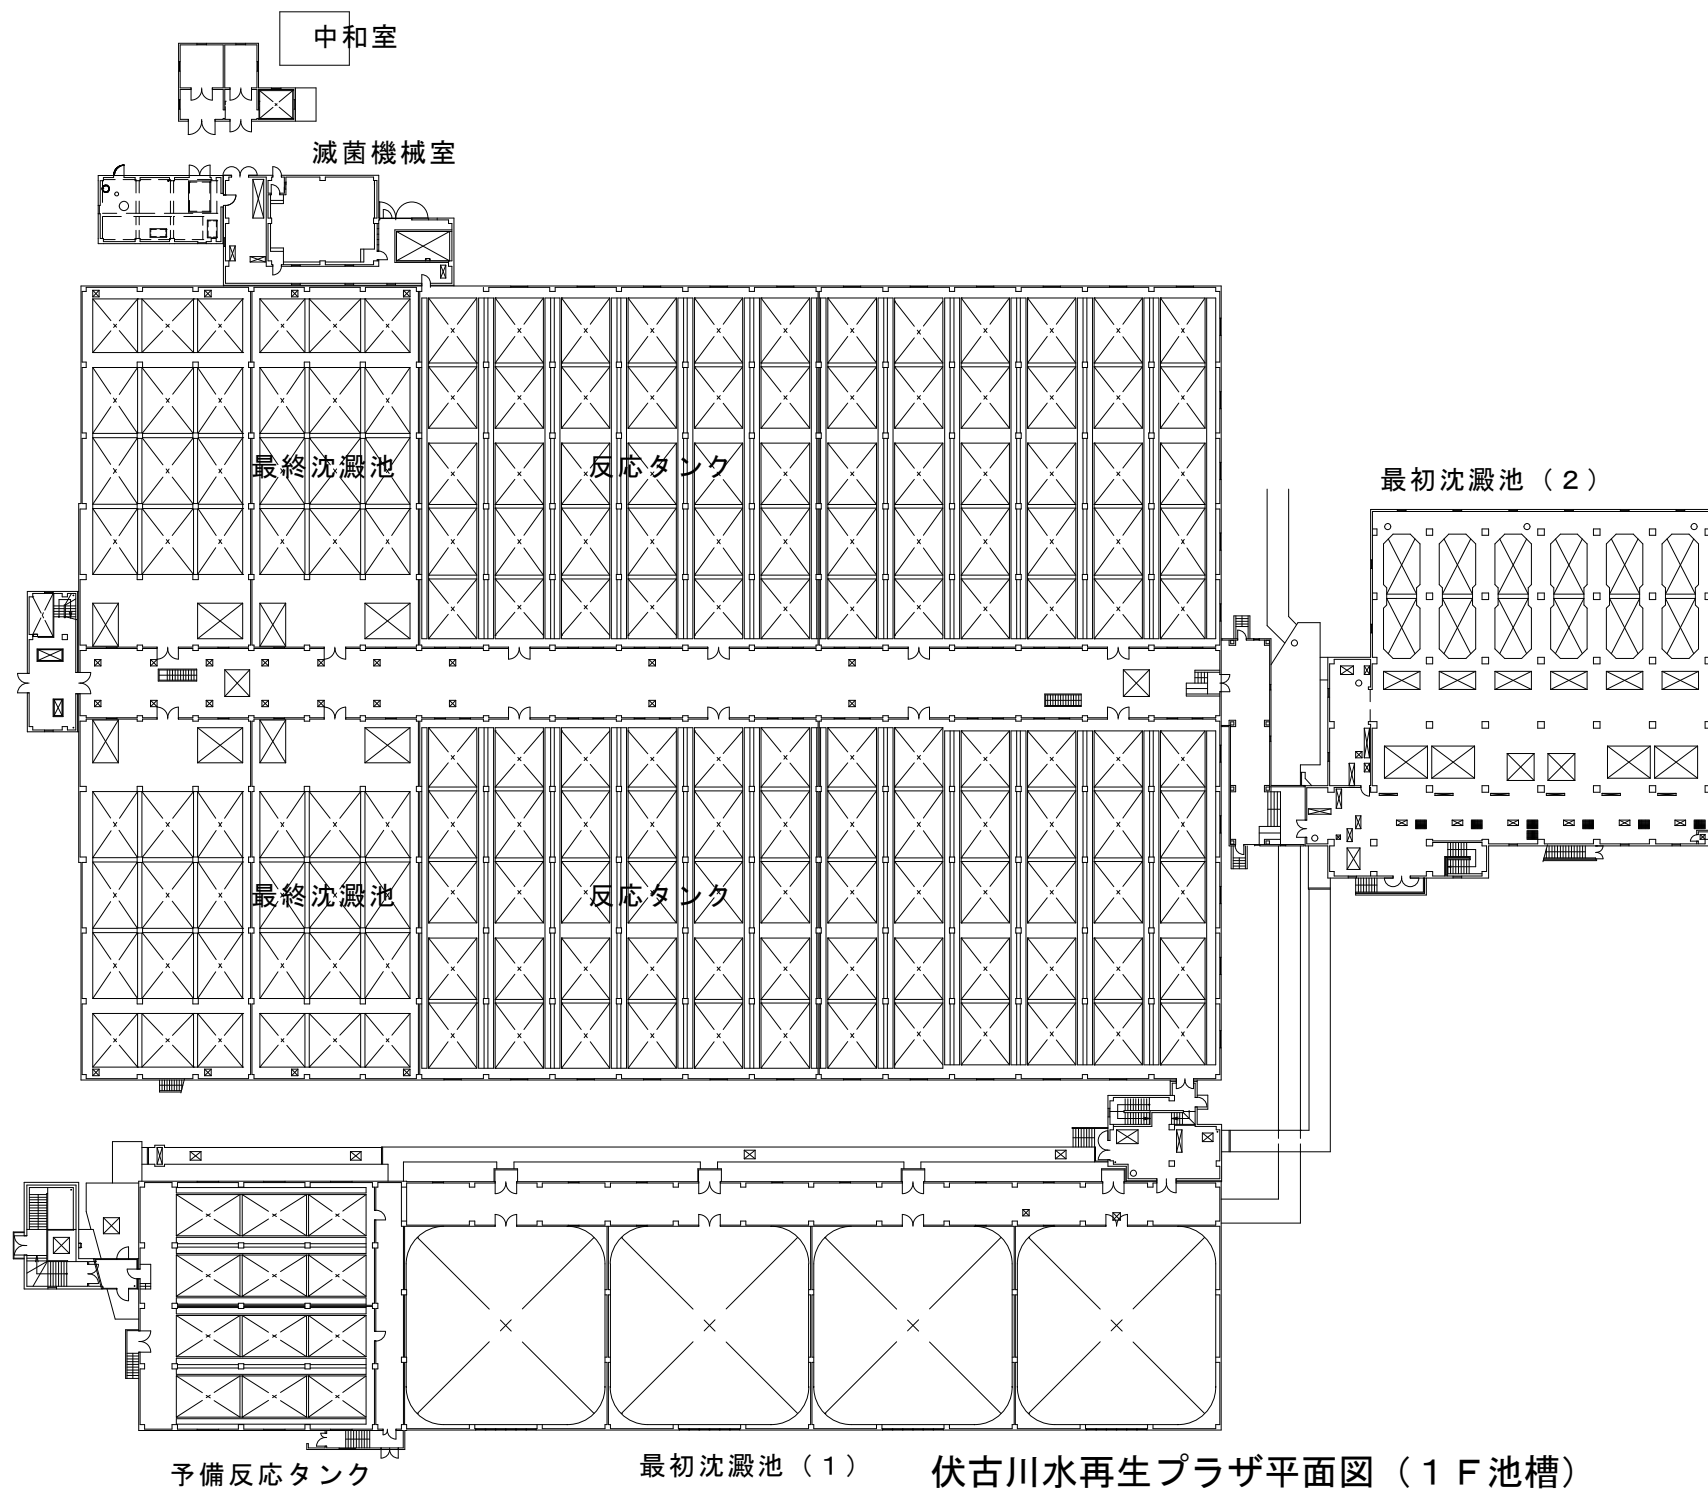 中和室
滅菌機械室
最終沈澱池
反応タンク
最初沈澱池（２）
最終沈澱池
反応タンク
予備反応タンク
最初沈澱池（１）
伏古川水再生プラザ平面図（１Ｆ池槽）